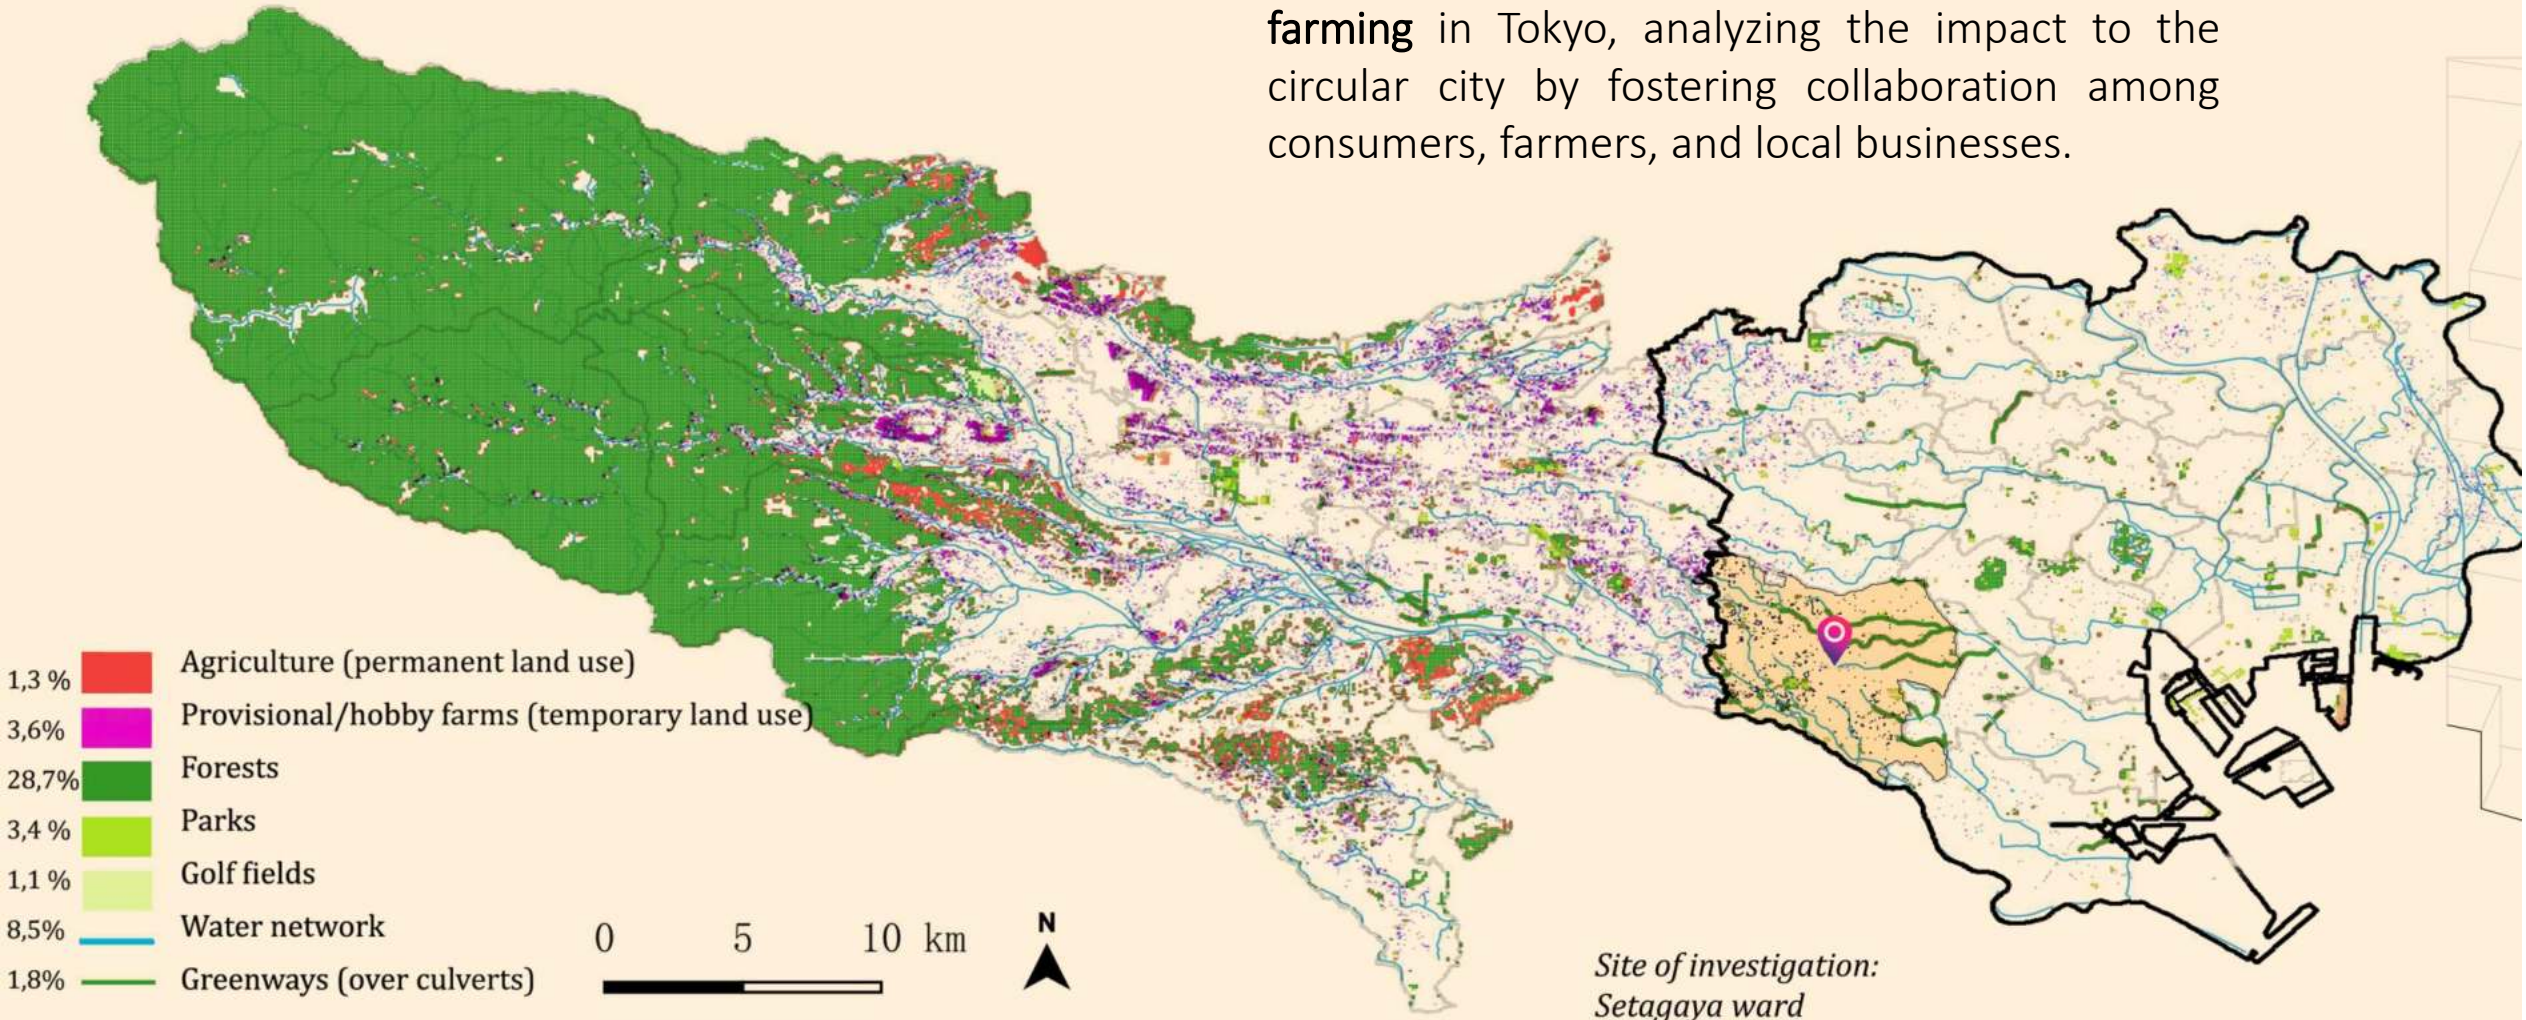 farming in Tokyo, analyzing the impact to the
circular city by fostering collaboration among
consumers, farmers, and local businesses.
1,3 % Agriculture (permanent land use)
3,6% Provisional/hobby farms (temporary land use)
28,7% Forests
3,4 % Parks
1,1 % Golf fields
8,5% Water network
1,8% Greenways (over culverts)
0 5 10 km
N
Site of investigation:
Setagaya ward